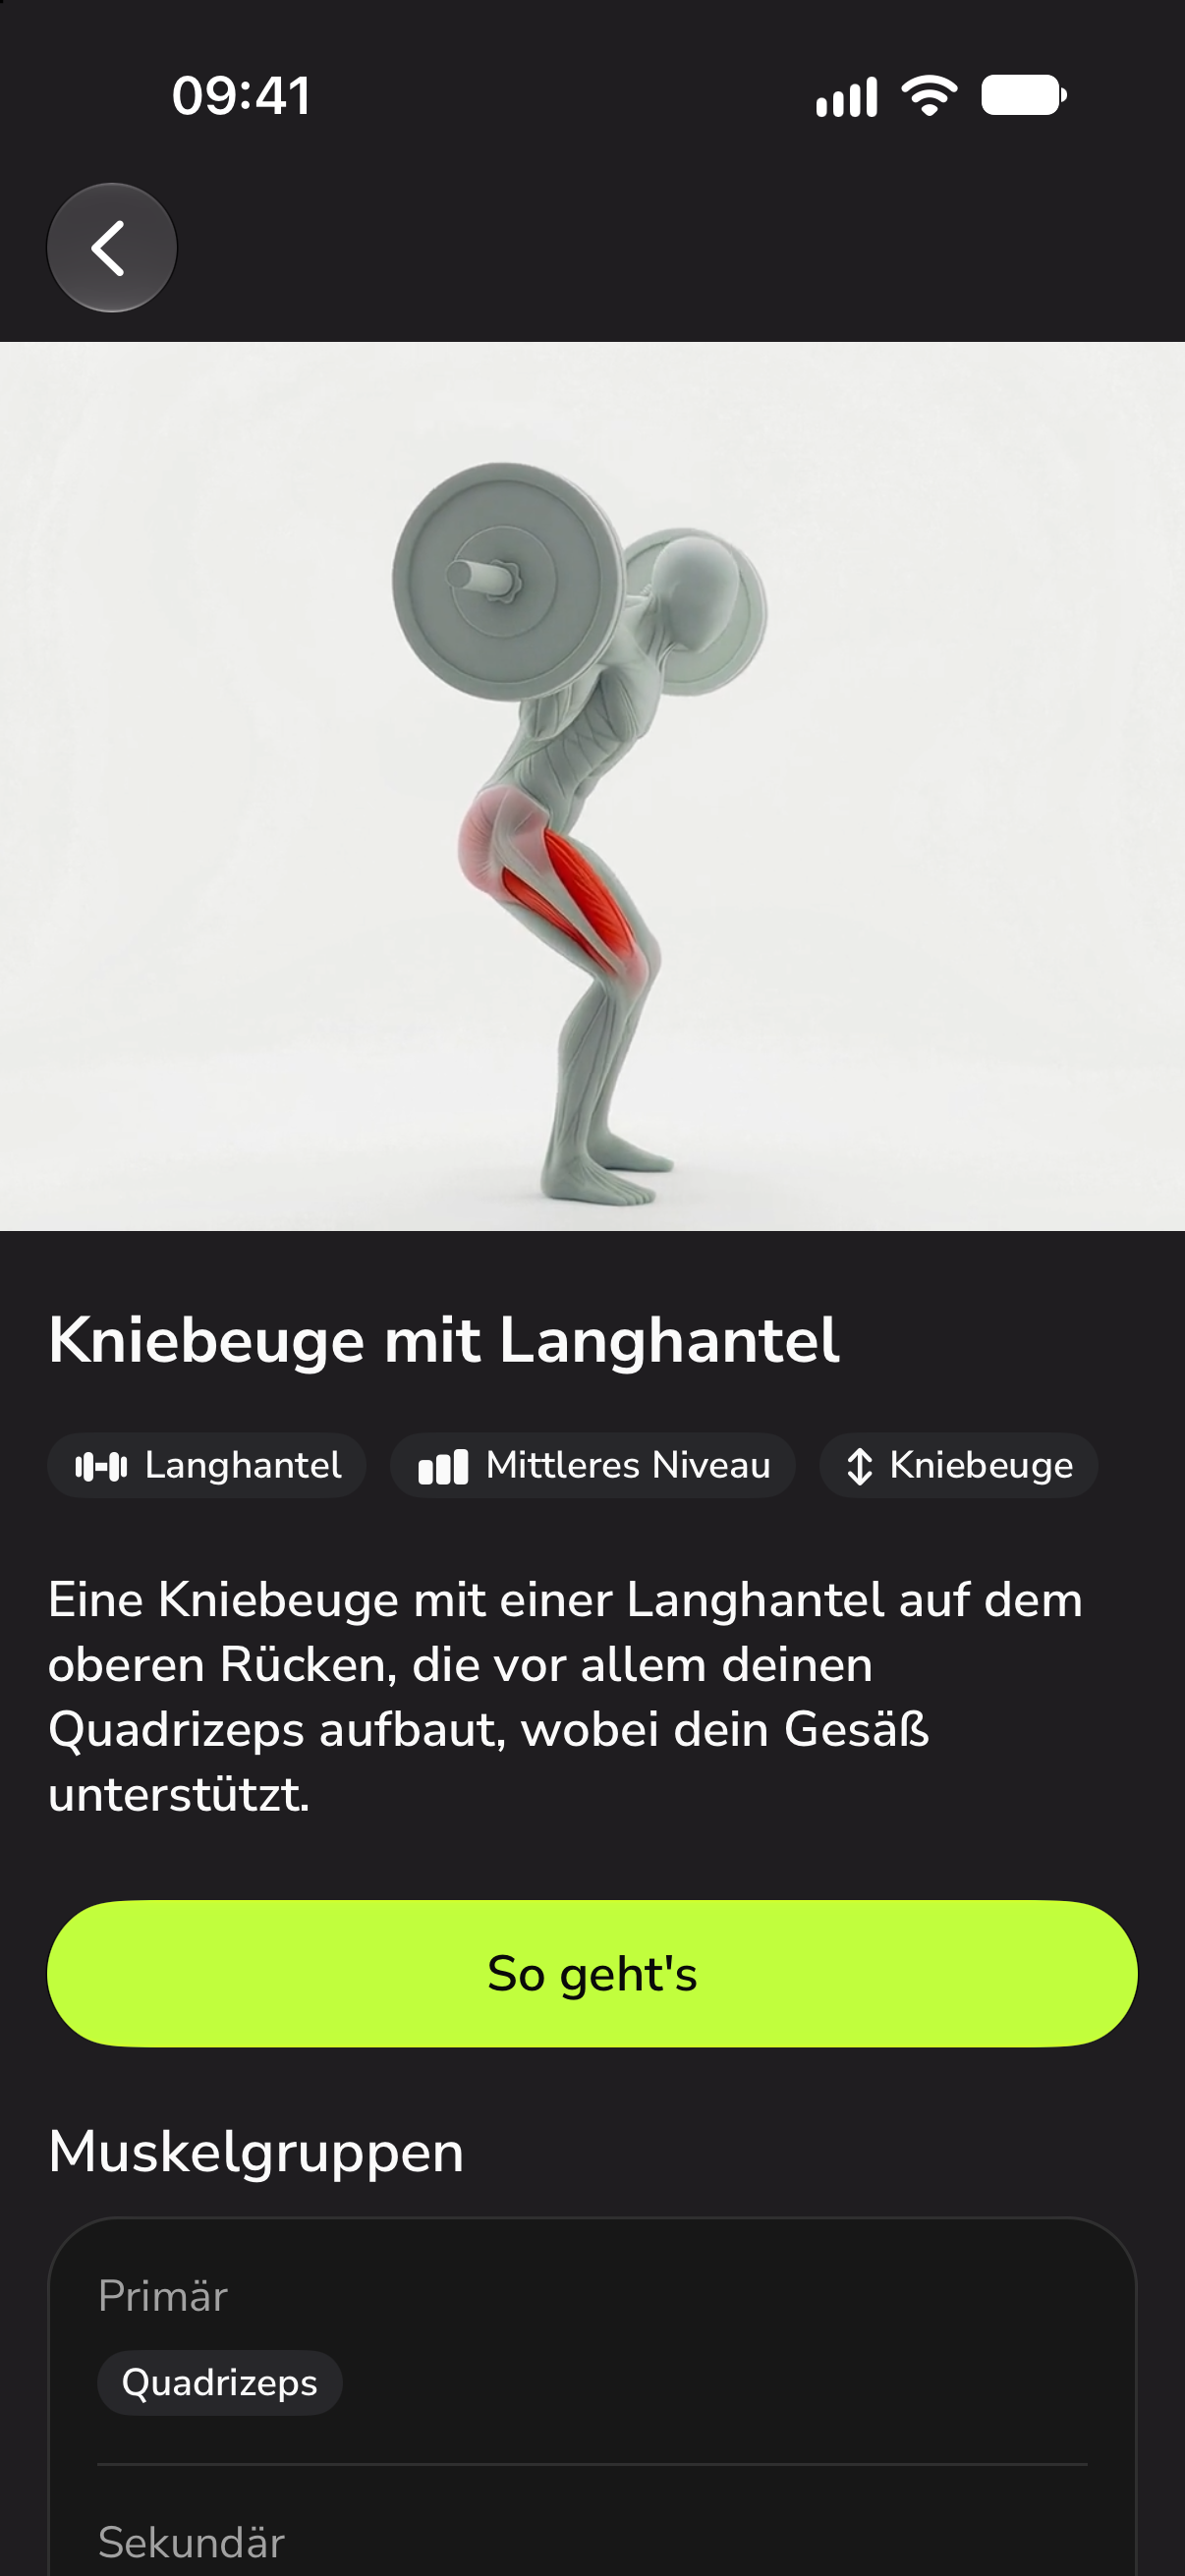 09:41
Kniebeuge mit Langhantel
Langhantel
Mittleres Niveau
Kniebeuge
Eine Kniebeuge mit einer Langhantel auf dem
oberen Rücken, die vor allem deinen
Quadrizeps aufbaut, wobei dein Gesäß
unterstützt.
So geht's
Muskelgruppen
Primär
Quadrizeps
Sekundär